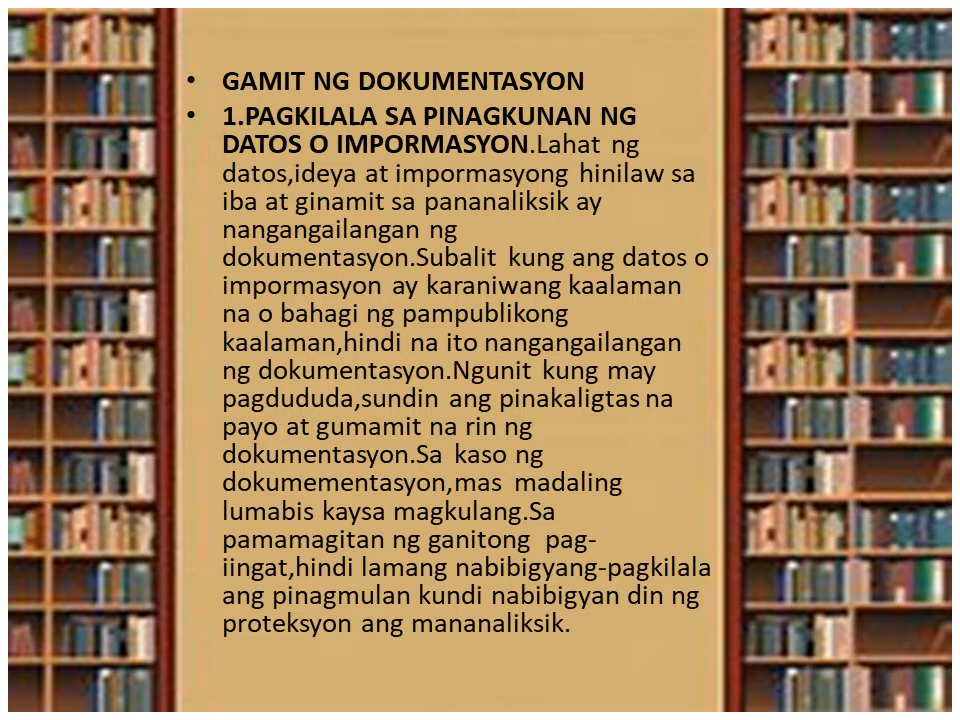 • GAMIT NG DOKUMENTASYON
• 1.PAGKILALA SA PINAGKUNAN NG
DATOS O IMPORMASYON.Lahat ng
datos,ideya at impormasyong hinilaw sa
iba at ginamit sa pananaliksik ay
nangangailangan ng
dokumentasyon.Subalit kung ang datos o
impormasyon ay karaniwang kaalaman
na o bahagi ng pampublikong
kaalaman,hindi na ito nangangailangan
ng dokumentasyon.Ngunit kung may
pagdududa,sundin ang pinakaligtas na
payo at gumamit na rin ng
dokumentasyon.Sa kaso ng
dokumementasyon,mas madaling
lumabis kaysa magkulang.Sa
pamamagitan ng ganitong pag-
iingat,hindi lamang nabibigyang-pagkilala
ang pinagmulan kundi nabibigyan din ng
proteksyon ang mananaliksik.